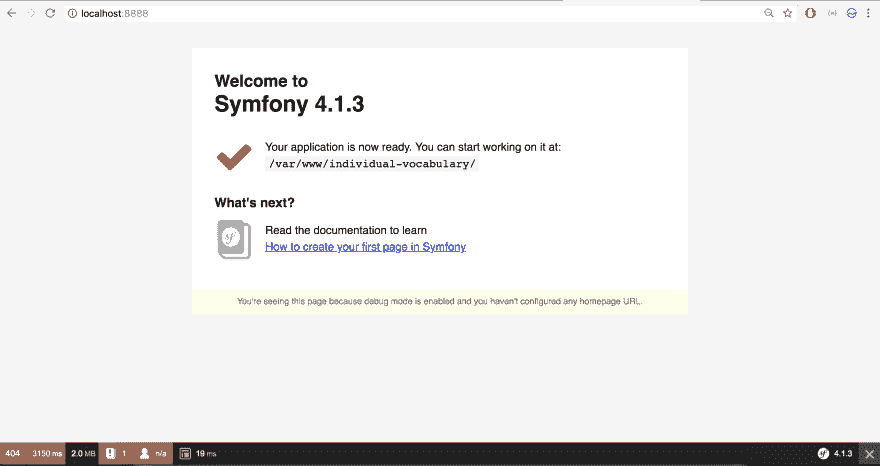 localhost:8888
Welcome to
Symfony 4.1.3
Your application is now ready. You can start working on it at:
/var/www/individual-vocabulary/
What's next?
sf
Read the documentation to learn
How to create your first page in Symfony
You're seeing this page because debug mode is enabled and you haven't configured any homepage URL.
404 3150 ms 2.0 MB 1 n/a 19 ms sf 4.1.3